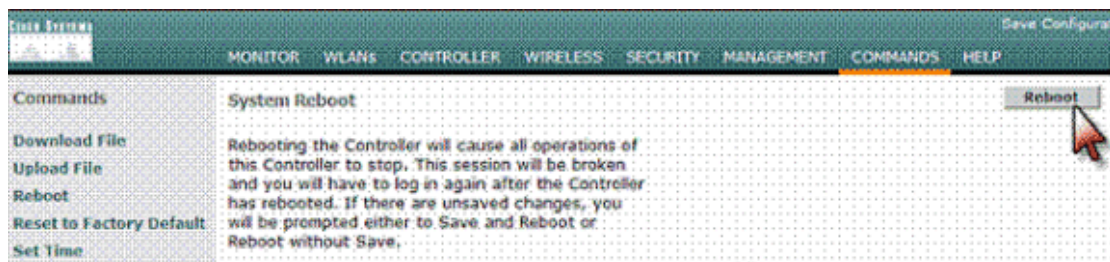 Cisco Systems
Save Configurat
MONITOR WLANs CONTROLLER WIRELESS SECURITY MANAGEMENT COMMANDS HELP
Commands
Download File
Upload File
Reboot
Reset to Factory Default
Set Time
System Reboot
Reboot
Rebooting the Controller will cause all operations of
this Controller to stop. This session will be broken
and you will have to log in again after the Controller
has rebooted. If there are unsaved changes, you
will be prompted either to Save and Reboot or
Reboot without Save.